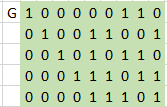 G 1 0 0 0 0 0 1 1 0
0 1 0 0 1 1 0 0 1
0 0 1 0 1 0 1 0 1
0 0 0 1 1 1 0 1 1
0 0 0 0 1 1 1 0 1